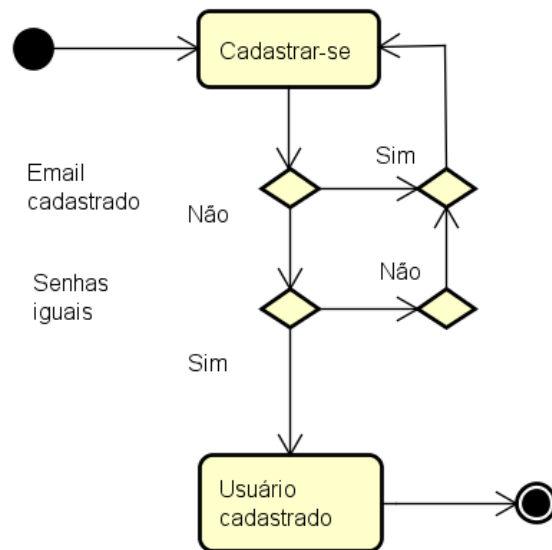 Cadastrar-se
Sim
Email
cadastrado
Não
Não
Senhas
iguais
Sim
Usuário
cadastrado